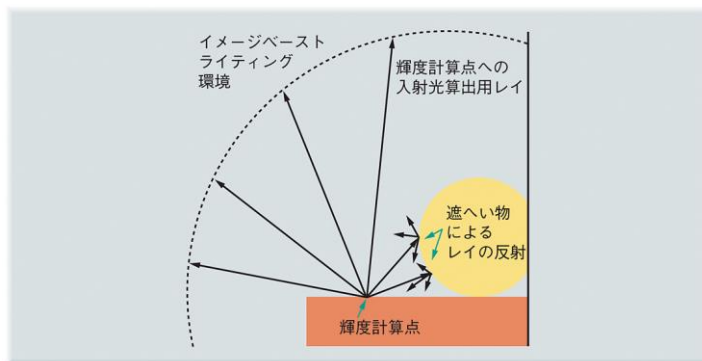 イメージベースト
ライティング
環境
輝度計算点への
入射光算出用レイ
遮へい物
による
レイの反射
輝度計算点